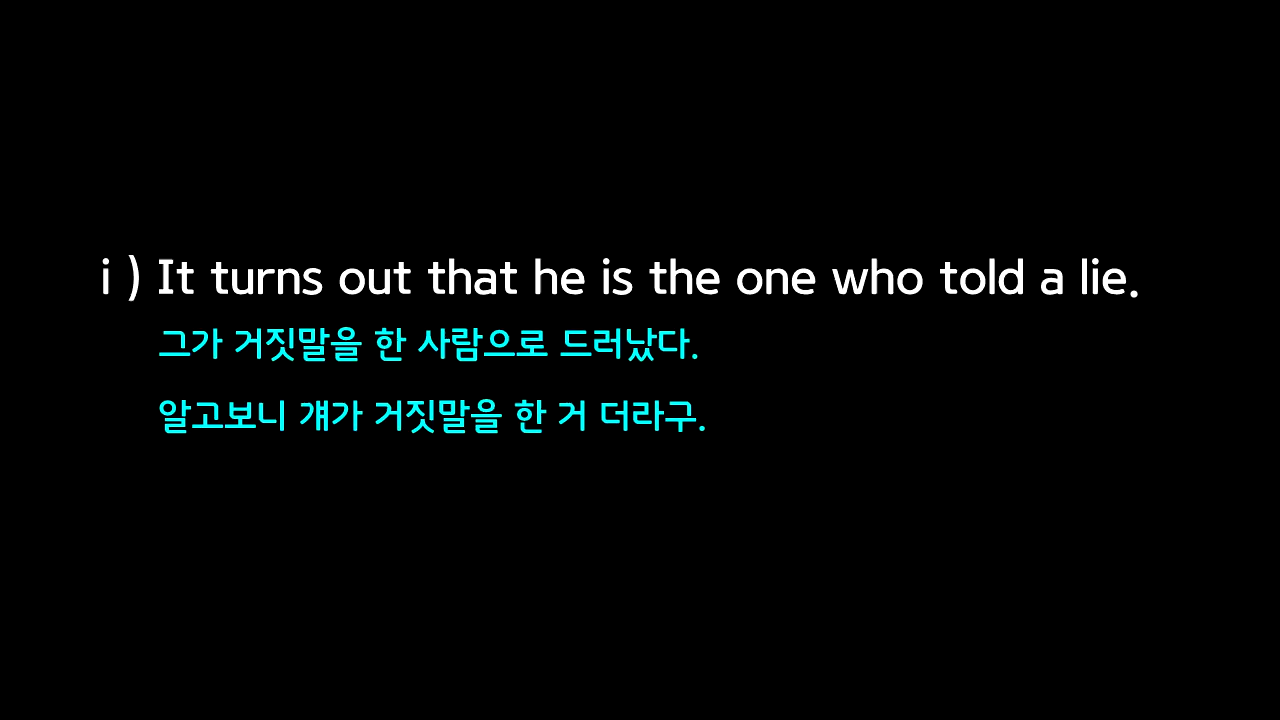 i ) It turns out that he is the one who told a lie.
그가 거짓말을 한 사람으로 드러났다.
알고보니 걔가 거짓말을 한 거 더라구.